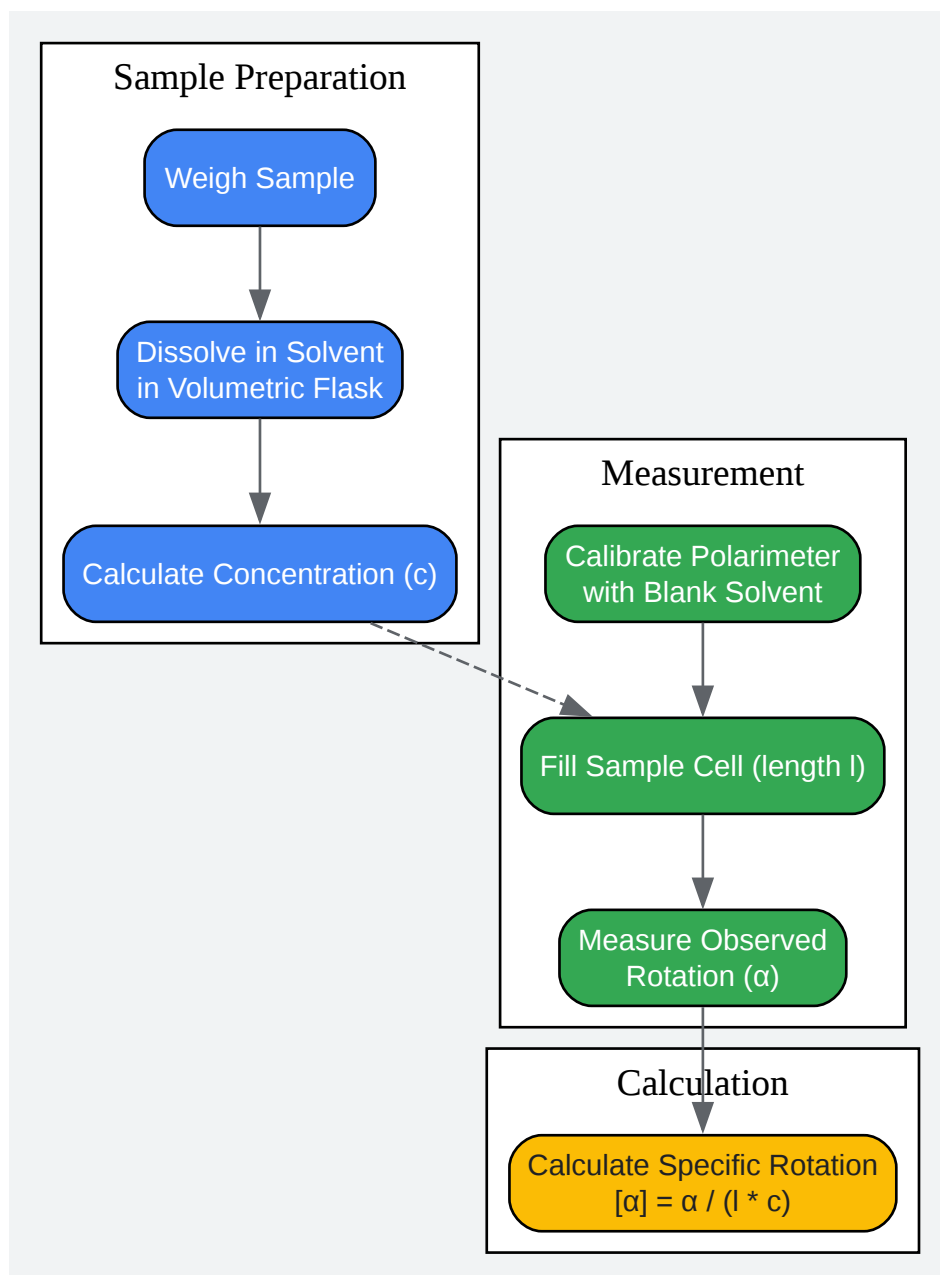 Sample Preparation
Weigh Sample
Dissolve in Solvent
in Volumetric Flask
Calculate Concentration (c)
Measurement
Calibrate Polarimeter
with Blank Solvent
Fill Sample Cell (length l)
Measure Observed
Rotation (α)
Calculation
Calculate Specific Rotation
[α] = α / (l * c)